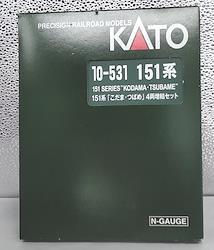 PRECISION RAILROAD MODELS
KATO
10-531 151系
151 SERIES "KODAMA・TSUBAME"
151系「こだま・つばめ」4両増結セット
N-GAUGE